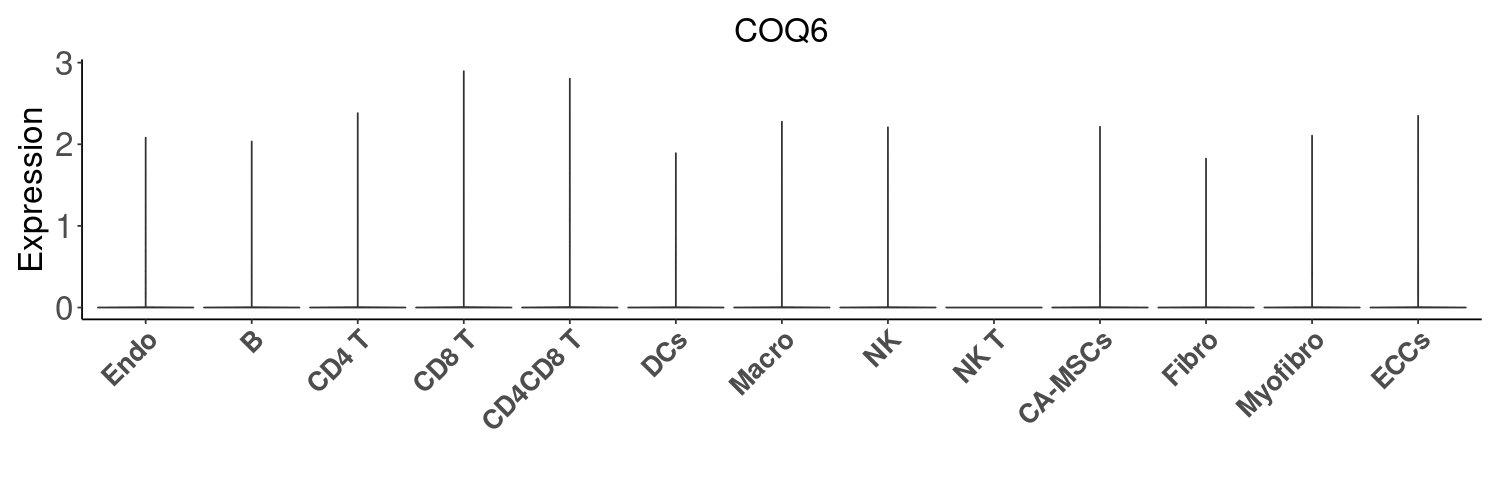 COQ6
Expression
3
2
1
0
Endo
B
CD4 T
CD8 T
CD4CD8 T
DCs
Macro
NK
NK T
CA-MSCs
Fibro
Myofibro
ECCs